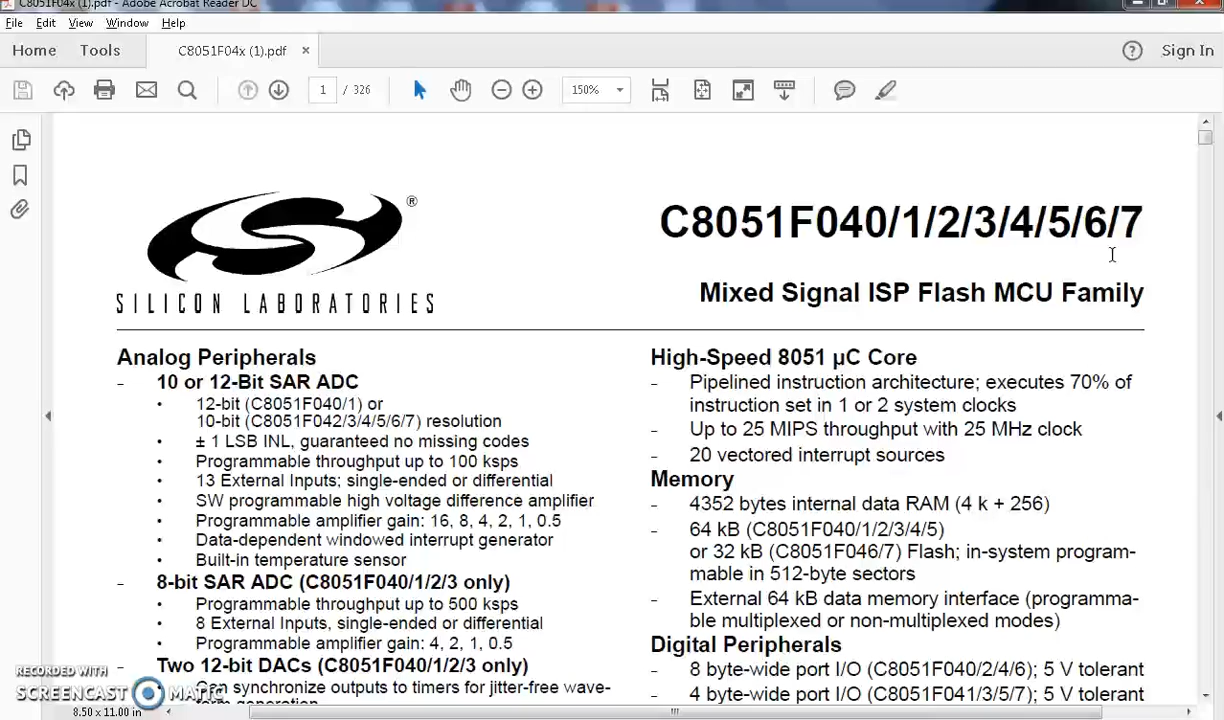 C8051F04x (1).pdf - Adobe Acrobat Reader DC
File Edit View Window Help
Home Tools C8051F04x (1).pdf × ? Sign In
1 / 326 150%
®
SILICON LABORATORIES
C8051F040/1/2/3/4/5/6/7
Mixed Signal ISP Flash MCU Family
Analog Peripherals
- 10 or 12-Bit SAR ADC
• 12-bit (C8051F040/1) or
10-bit (C8051F042/3/4/5/6/7) resolution
• ± 1 LSB INL, guaranteed no missing codes
• Programmable throughput up to 100 ksps
• 13 External Inputs; single-ended or differential
• SW programmable high voltage difference amplifier
• Programmable amplifier gain: 16, 8, 4, 2, 1, 0.5
• Data-dependent windowed interrupt generator
• Built-in temperature sensor
- 8-bit SAR ADC (C8051F040/1/2/3 only)
• Programmable throughput up to 500 ksps
• 8 External Inputs, single-ended or differential
• Programmable amplifier gain: 4, 2, 1, 0.5
- Two 12-bit DACs (C8051F040/1/2/3 only)
• Can synchronize outputs to timers for jitter-free wave-
form generation
High-Speed 8051 µC Core
- Pipelined instruction architecture; executes 70% of
instruction set in 1 or 2 system clocks
- Up to 25 MIPS throughput with 25 MHz clock
- 20 vectored interrupt sources
Memory
- 4352 bytes internal data RAM (4 k + 256)
- 64 kB (C8051F040/1/2/3/4/5)
or 32 kB (C8051F046/7) Flash; in-system program-
mable in 512-byte sectors
- External 64 kB data memory interface (programma-
ble multiplexed or non-multiplexed modes)
Digital Peripherals
- 8 byte-wide port I/O (C8051F040/2/4/6); 5 V tolerant
- 4 byte-wide port I/O (C8051F041/3/5/7); 5 V tolerant
RECORDED WITH
SCREENCAST MATIC
8.50 x 11.00 in